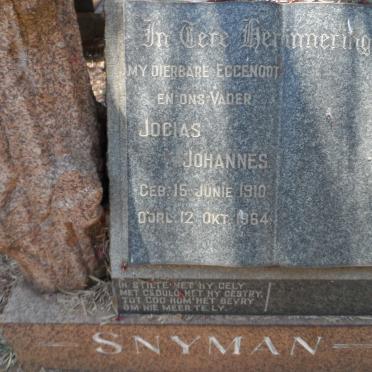 In Tere Herinnering
MY DIERBARE EGGENOOT
EN ONS VADER
JOCIAS
JOHANNES
GEB. 15 JUNIE 1910
OORL. 12 OKT. 1964
IN STILTE HET HY GELY
MET GEDULD HET HY GESTRY,
TOT GOD HOM HET BEVRY
OM NIE MEER TE LY.
SNYMAN